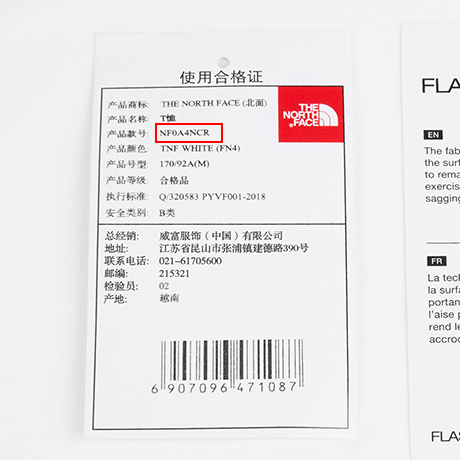 使用合格证
产品商标: THE NORTH FACE (北面)
产品名称: T恤
产品款号: NF0A4NCR
产品颜色: TNF WHITE (FN4)
产品号型: 170/92A(M)
产品等级: 合格品
执行标准: Q/320583 PYVF001-2018
安全类别: B类
THE
NORTH
FACE
总经销: 威富服饰（中国）有限公司
地址: 江苏省昆山市张浦镇建德路390号
联系电话: 021-61705600
邮编: 215321
检验员: 02
产地: 越南
6 907096 471087
FLA
EN
The fab
the surf
to rema
exercis
sagging
FR
La tech
la surfa
portan
l'aise p
rend le
accroc
FLAS